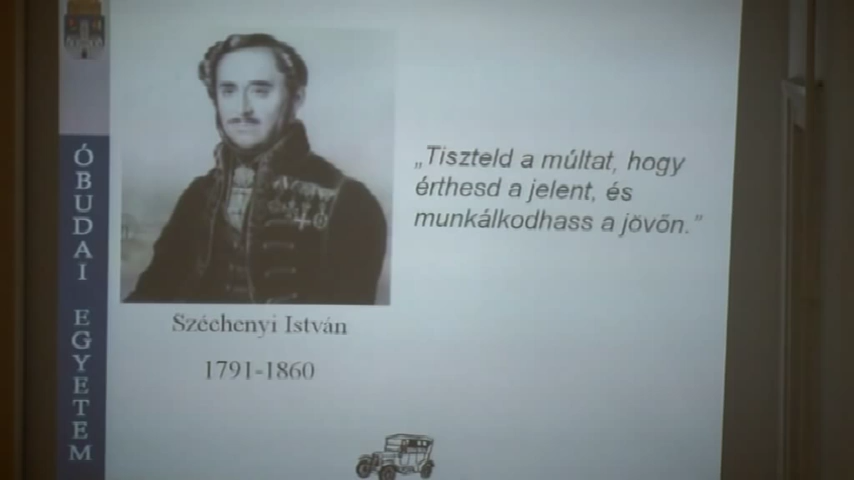 ÓBUDAI EGYETEM
„Tiszteld a múltat, hogy
érthesd a jelent, és
munkálkodhass a jövőn.”
Széchenyi István
1791-1860